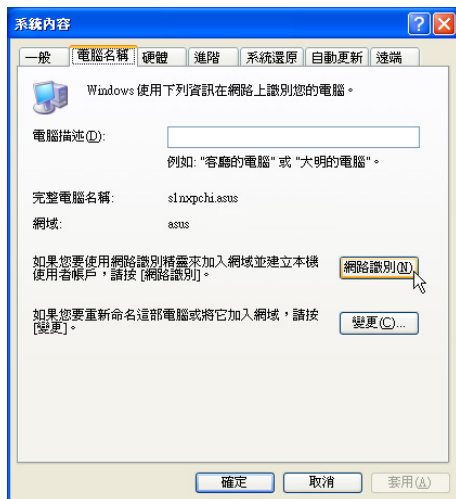 系統內容
一般 電腦名稱 硬體 進階 系統還原 自動更新 遠端
Windows 使用下列資訊在網路上識別您的電腦。
電腦描述(D):
例如: "客廳的電腦" 或 "大明的電腦"。
完整電腦名稱: s1nxpchi.asus
網域: asus
如果您要使用網路識別精靈來加入網域並建立本機
使用者帳戶，請按 [網路識別]。
網路識別(N)
如果您要重新命名這部電腦或將它加入網域，請按
[變更]。
變更(C)...
確定 取消 套用(A)